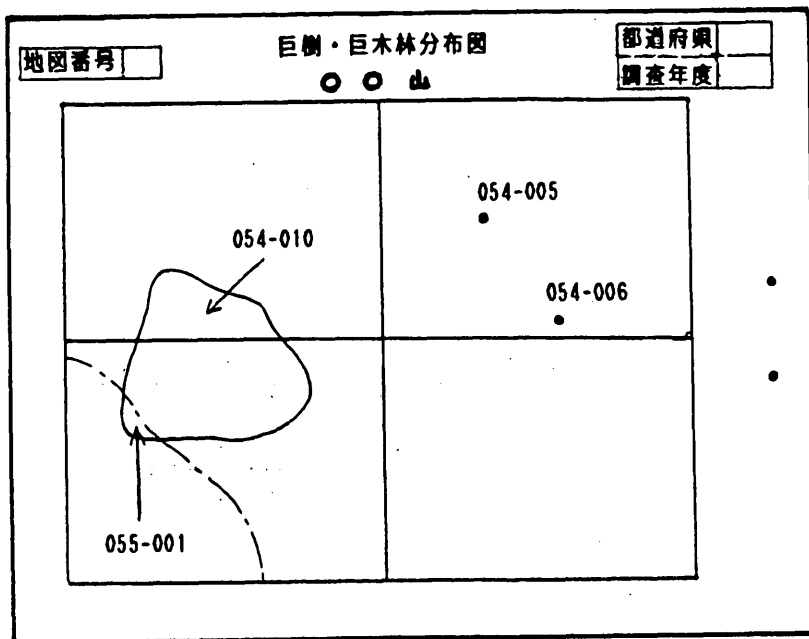 地図番号
巨樹・巨木林分布図
○ ○ 山
都道府県
調査年度
054-005
054-010
054-006
055-001